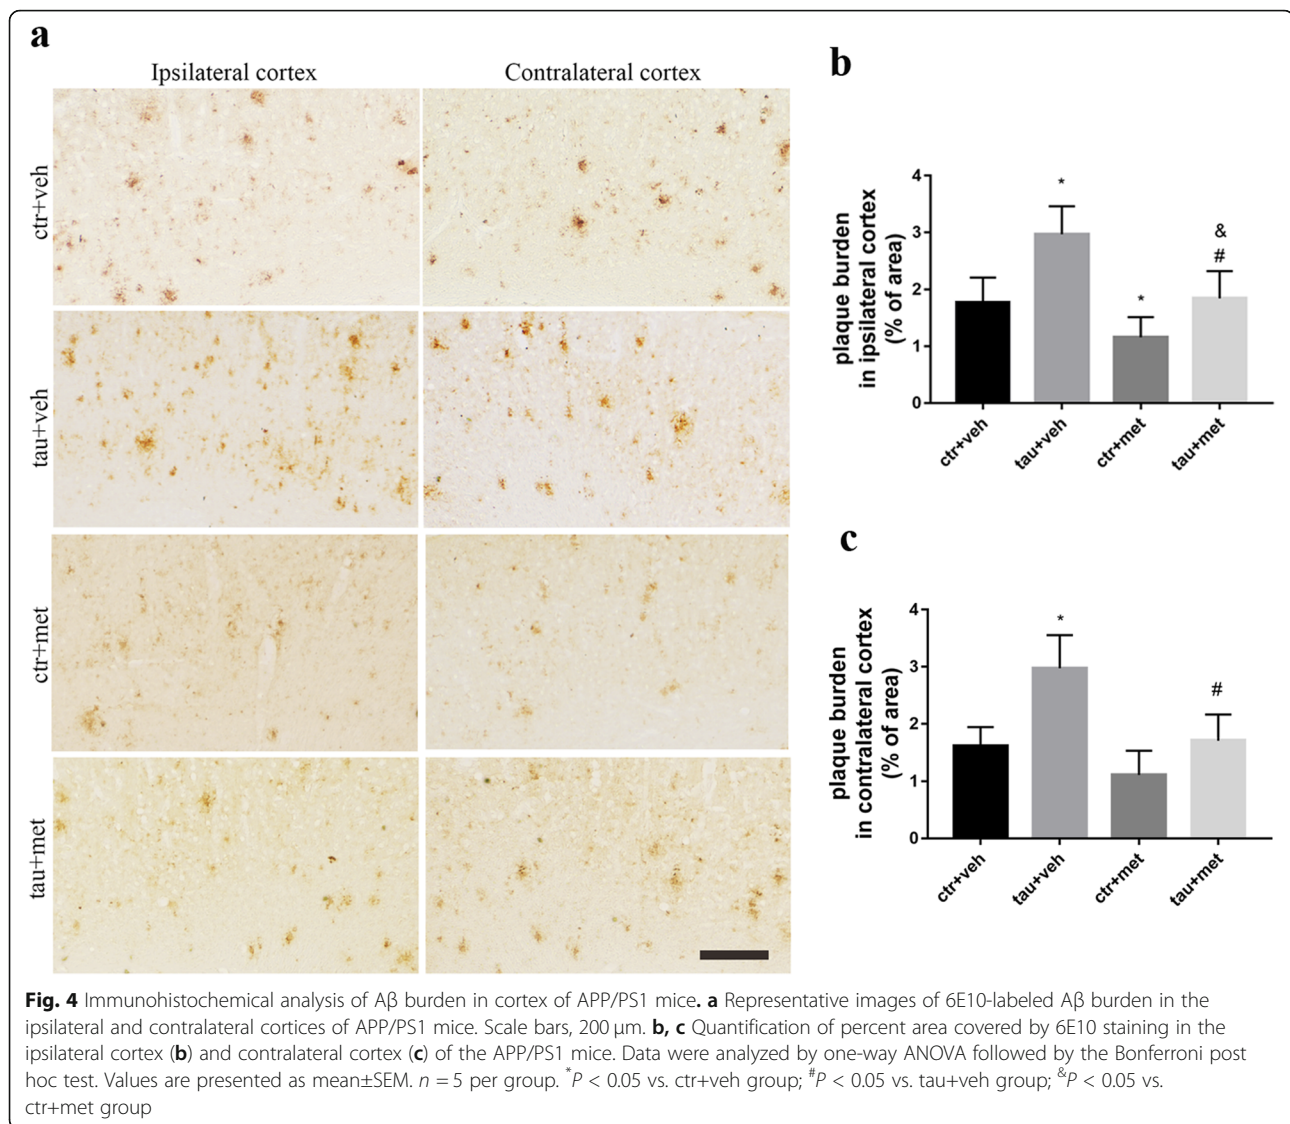 a
Ipsilateral cortex
Contralateral cortex
ctr+veh
tau+veh
ctr+met
tau+met
b
plaque burden
in ipsilateral cortex
(% of area)
4
3
2
1
0
*
*
&
#
ctr+veh
tau+veh
ctr+met
tau+met
c
plaque burden
in contralateral cortex
(% of area)
4
3
2
1
0
*
#
ctr+veh
tau+veh
ctr+met
tau+met
Fig. 4 Immunohistochemical analysis of Aβ burden in cortex of APP/PS1 mice. a Representative images of 6E10-labeled Aβ burden in the
ipsilateral and contralateral cortices of APP/PS1 mice. Scale bars, 200 μm. b, c Quantification of percent area covered by 6E10 staining in the
ipsilateral cortex (b) and contralateral cortex (c) of the APP/PS1 mice. Data were analyzed by one-way ANOVA followed by the Bonferroni post
hoc test. Values are presented as mean±SEM. n = 5 per group. *P < 0.05 vs. ctr+veh group; #P < 0.05 vs. tau+veh group; &P < 0.05 vs.
ctr+met group